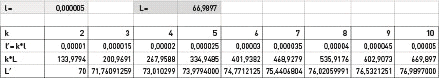 t= 0,000005 L= 66,9897
k 2 3 4 5 6 7 8 9 10
t'= k*t 0,00001 0,000015 0,00002 0,000025 0,00003 0,000035 0,00004 0,000045 0,00005
k*L 133,9794 200,9691 267,9588 334,9485 401,9382 468,9279 535,9176 602,9073 669,897
L' 70 71,76091259 73,010299 73,9794000 74,7712125 75,4406804 76,02059991 76,5321251 76,9897000